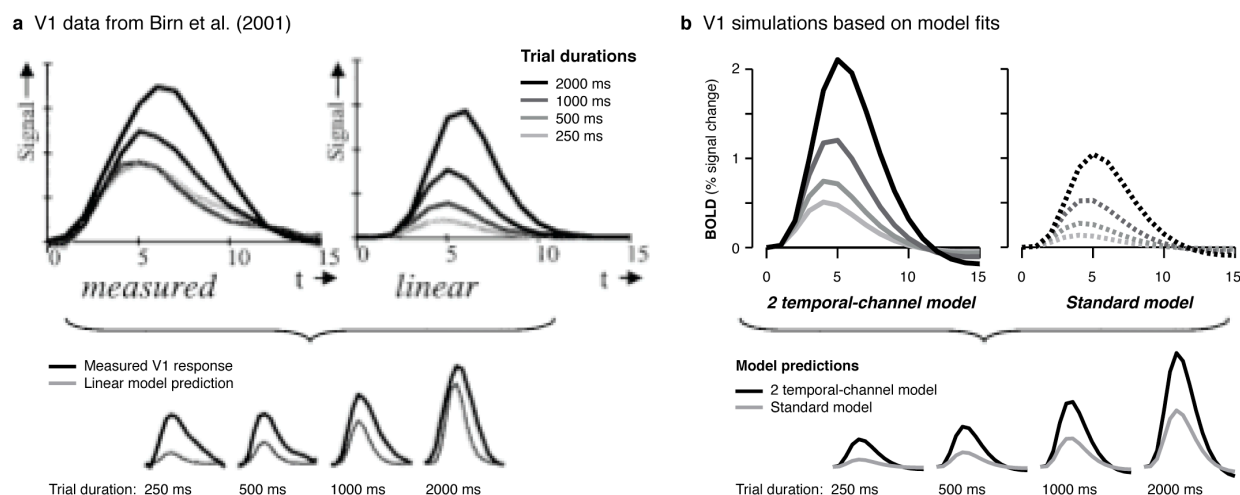 a V1 data from Birn et al. (2001)
Signal
Signal
Trial durations
2000 ms
1000 ms
500 ms
250 ms
0 5 10 15
0 5 10 15
t
t
measured
linear
Measured V1 response
Linear model prediction
Trial duration: 250 ms 500 ms 1000 ms 2000 ms
b V1 simulations based on model fits
BOLD (% signal change)
2
1
0
0 5 10 15
0 5 10 15
2 temporal-channel model
Standard model
Model predictions
2 temporal-channel model
Standard model
Trial duration: 250 ms 500 ms 1000 ms 2000 ms